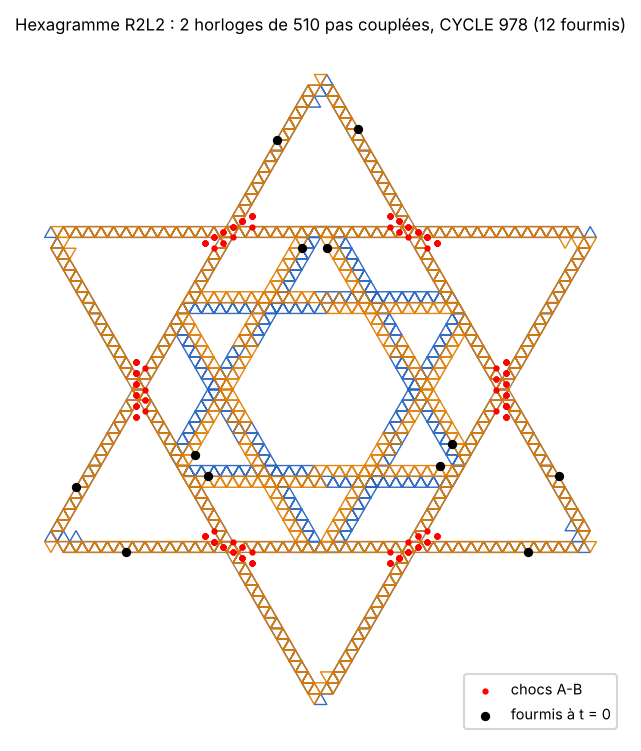 Hexagramme R2L2 : 2 horloges de 510 pas couplées, CYCLE 978 (12 fourmis)
chocs A-B
fourmis à t = 0